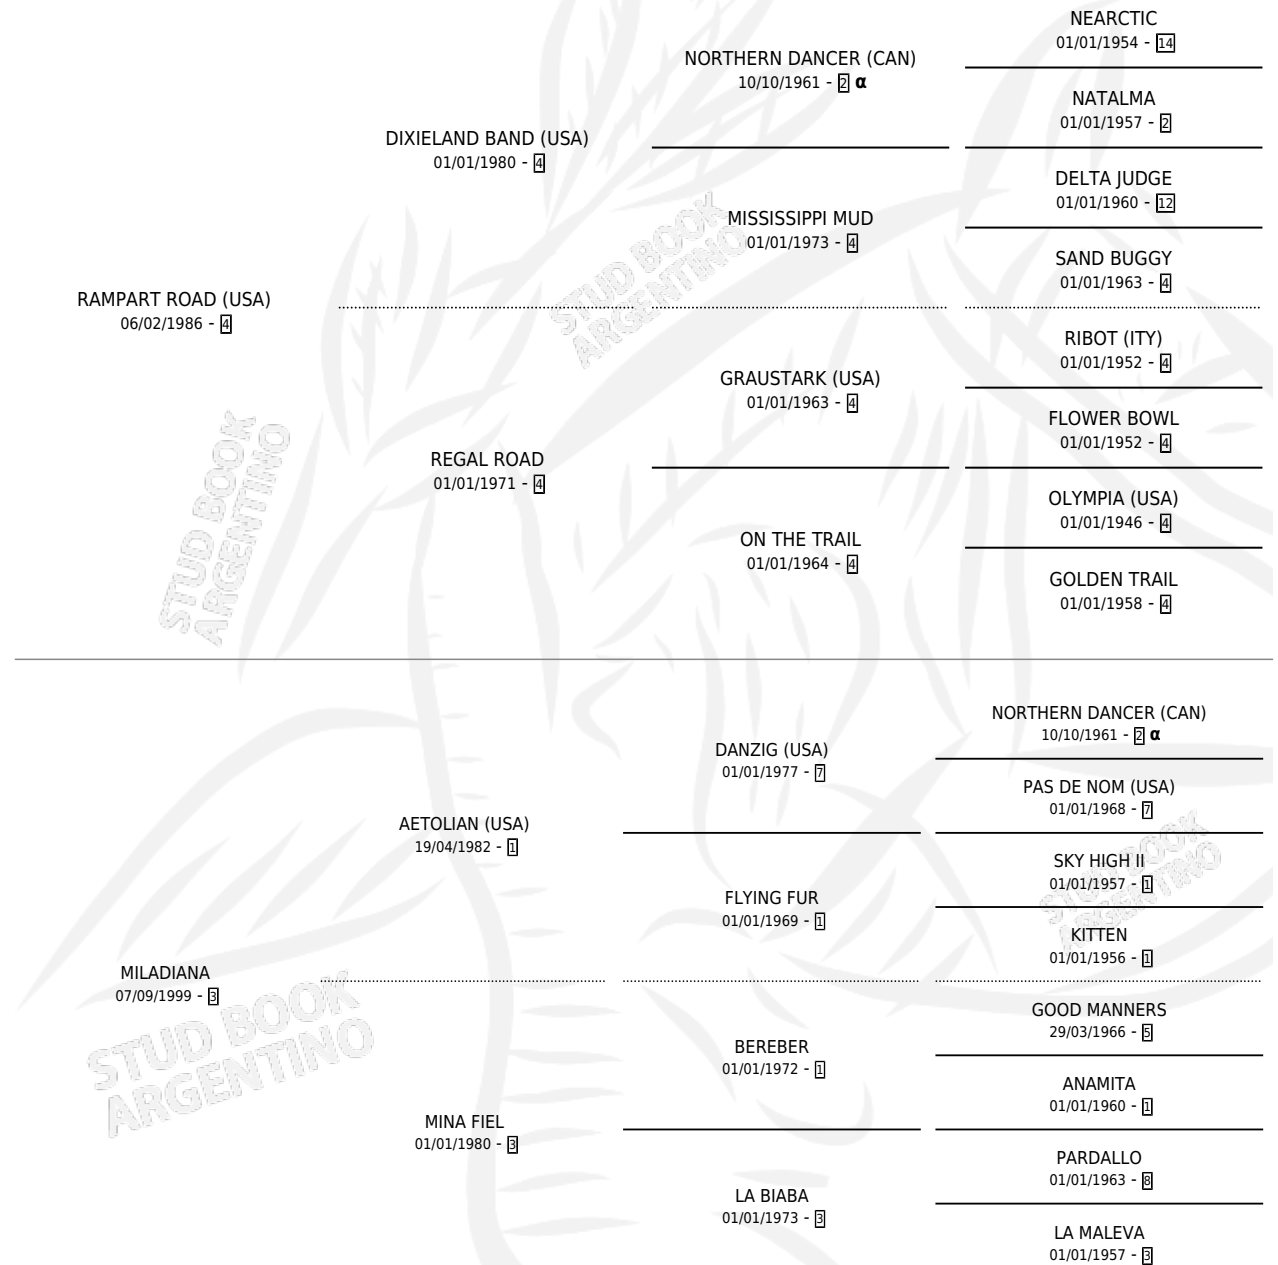 NEARCTIC
01/01/1954 - 14
NORTHERN DANCER (CAN)
10/10/1961 - 2 α
NATALMA
01/01/1957 - 2
DIXIELAND BAND (USA)
01/01/1980 - 4
DELTA JUDGE
01/01/1960 - 12
MISSISSIPPI MUD
01/01/1973 - 4
SAND BUGGY
01/01/1963 - 4
RAMPART ROAD (USA)
06/02/1986 - 4
RIBOT (ITY)
01/01/1952 - 4
GRAUSTARK (USA)
01/01/1963 - 4
FLOWER BOWL
01/01/1952 - 4
REGAL ROAD
01/01/1971 - 4
OLYMPIA (USA)
01/01/1946 - 4
ON THE TRAIL
01/01/1964 - 4
GOLDEN TRAIL
01/01/1958 - 4
NORTHERN DANCER (CAN)
10/10/1961 - 2 α
DANZIG (USA)
01/01/1977 - 7
PAS DE NOM (USA)
01/01/1968 - 7
AETOLIAN (USA)
19/04/1982 - 1
SKY HIGH II
01/01/1957 - 1
FLYING FUR
01/01/1969 - 1
KITTEN
01/01/1956 - 1
MILADIANA
07/09/1999 - 3
GOOD MANNERS
29/03/1966 - 5
BEREBER
01/01/1972 - 1
ANAMITA
01/01/1960 - 1
MINA FIEL
01/01/1980 - 3
PARDALLO
01/01/1963 - 8
LA BIABA
01/01/1973 - 3
LA MALEVA
01/01/1957 - 3
STUD BOOK
ARGENTINO
STUD BOOK
ARGENTINO
STUD BOOK
ARGENTINO
STUD BOOK
ARGENTINO